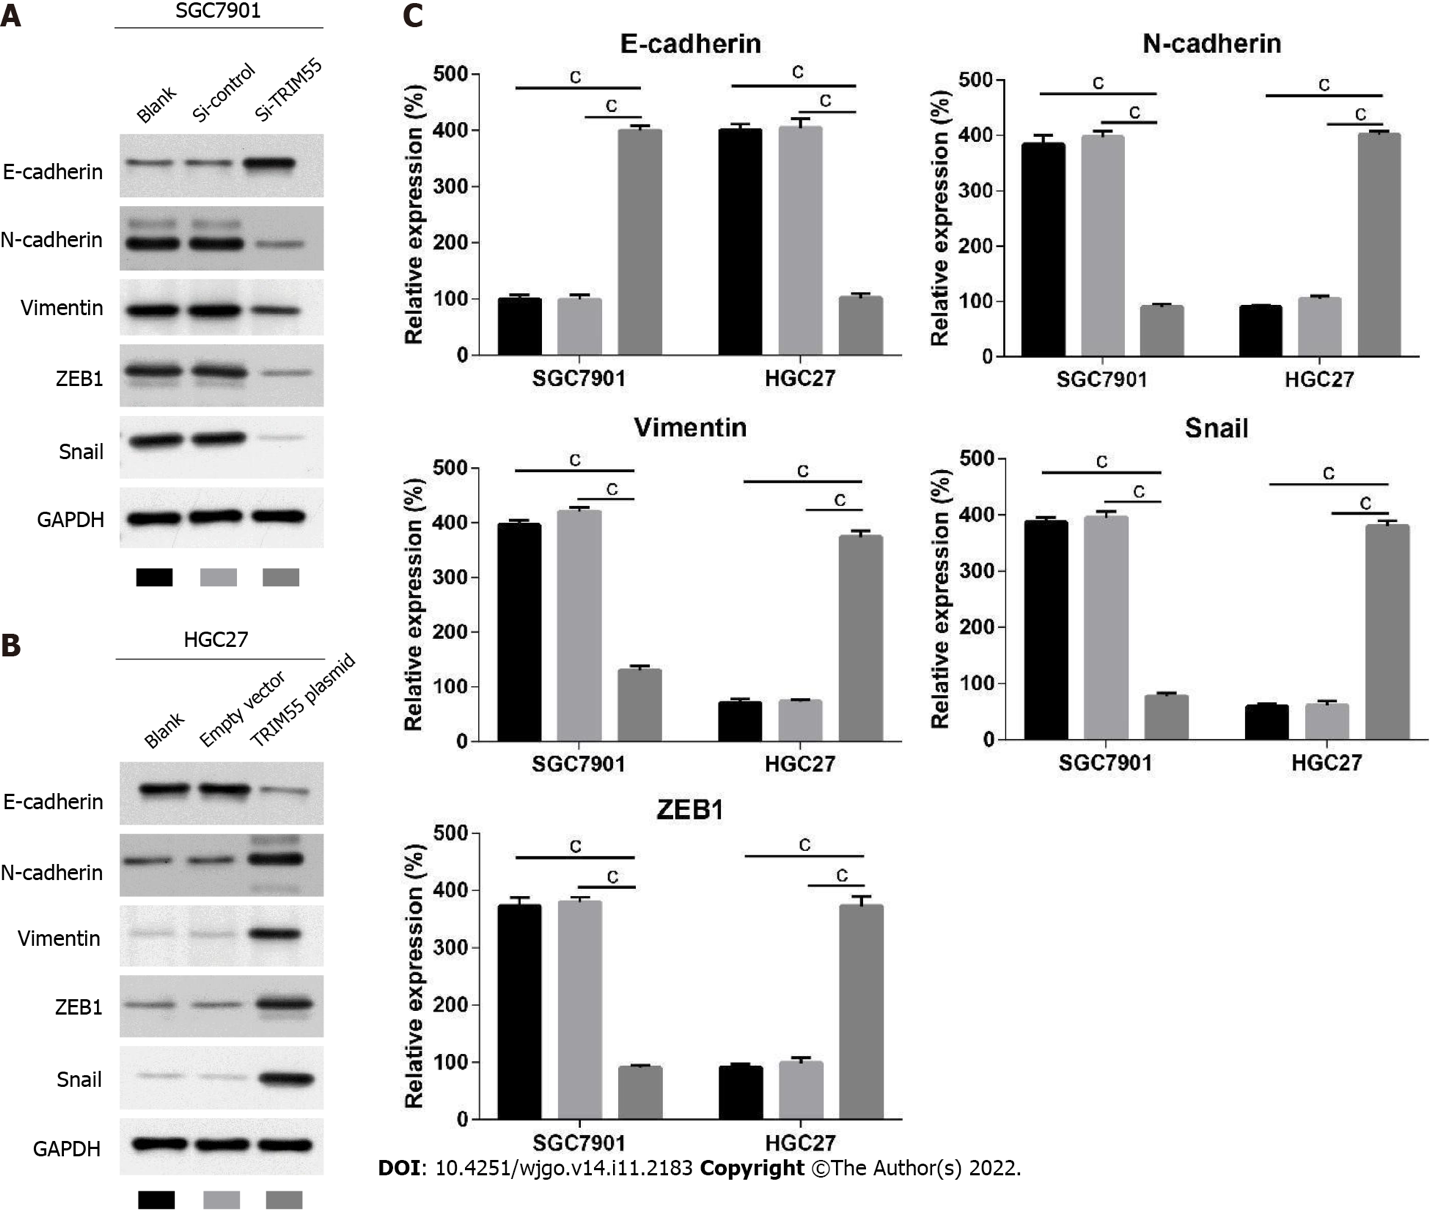 A
SGC7901
Blank
Si-control
Si-TRIM55
E-cadherin
N-cadherin
Vimentin
ZEB1
Snail
GAPDH
B
HGC27
Blank
Empty vector
TRIM55 plasmid
E-cadherin
N-cadherin
Vimentin
ZEB1
Snail
GAPDH
C
E-cadherin
Relative expression (%)
500
400
300
200
100
0
C
C
C
C
SGC7901
HGC27
N-cadherin
Relative expression (%)
500
400
300
200
100
0
C
C
C
C
SGC7901
HGC27
Vimentin
Relative expression (%)
500
400
300
200
100
0
C
C
C
C
SGC7901
HGC27
Snail
Relative expression (%)
500
400
300
200
100
0
C
C
C
C
SGC7901
HGC27
ZEB1
Relative expression (%)
500
400
300
200
100
0
C
C
C
C
SGC7901
HGC27
DOI: 10.4251/wjgo.v14.i11.2183 Copyright ©The Author(s) 2022.